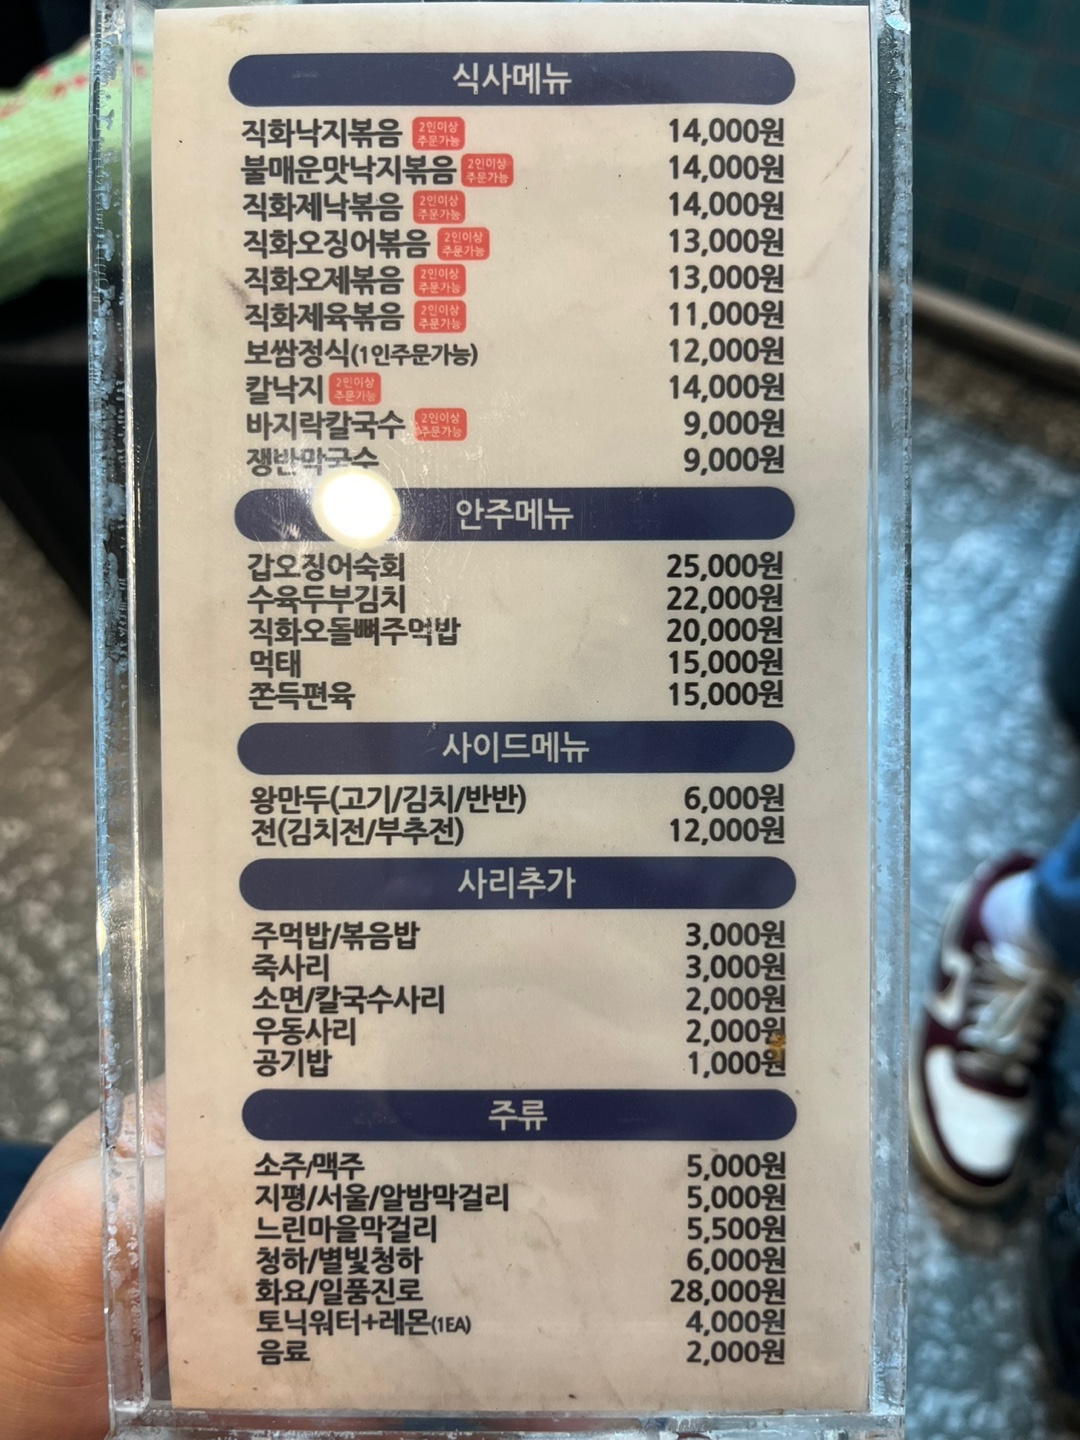 식사메뉴
직화낙지볶음 2인이상 주문가능 14,000원
불매운맛낙지볶음 2인이상 주문가능 14,000원
직화제낙볶음 2인이상 주문가능 14,000원
직화오징어볶음 2인이상 주문가능 13,000원
직화오제볶음 2인이상 주문가능 13,000원
직화제육볶음 2인이상 주문가능 11,000원
보쌈정식(1인주문가능) 12,000원
칼낙지 2인이상 주문가능 14,000원
바지락칼국수 2인이상 주문가능 9,000원
쟁반막국수 9,000원
안주메뉴
갑오징어숙회 25,000원
수육두부김치 22,000원
직화오돌뼈주먹밥 20,000원
먹태 15,000원
쫀득편육 15,000원
사이드메뉴
왕만두(고기/김치/반반) 6,000원
전(김치전/부추전) 12,000원
사리추가
주먹밥/볶음밥 3,000원
죽사리 3,000원
소면/칼국수사리 2,000원
우동사리 2,000원
공기밥 1,000원
주류
소주/맥주 5,000원
지평/서울/알밤막걸리 5,000원
느린마을막걸리 5,500원
청하/별빛청하 6,000원
화요/일품진로 28,000원
토닉워터+레몬(1EA) 4,000원
음료 2,000원